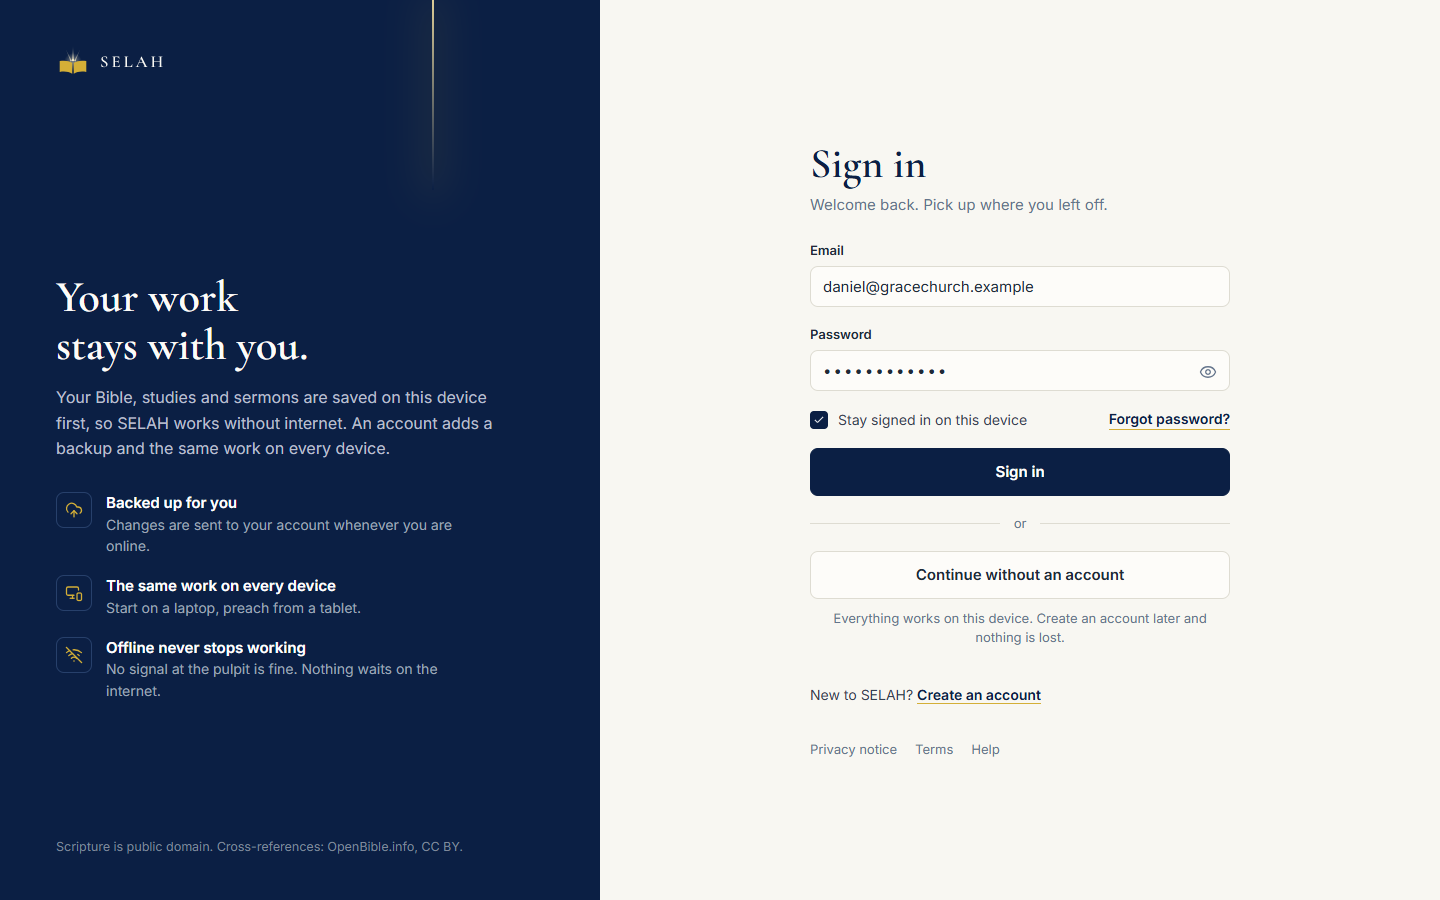 SELAH
Your work
stays with you.
Your Bible, studies and sermons are saved on this device
first, so SELAH works without internet. An account adds a
backup and the same work on every device.
Backed up for you
Changes are sent to your account whenever you are
online.
The same work on every device
Start on a laptop, preach from a tablet.
Offline never stops working
No signal at the pulpit is fine. Nothing waits on the
internet.
Scripture is public domain. Cross-references: OpenBible.info, CC BY.
Sign in
Welcome back. Pick up where you left off.
Email
daniel@gracechurch.example
Password
••••••••••••
Stay signed in on this device
Forgot password?
Sign in
or
Continue without an account
Everything works on this device. Create an account later and
nothing is lost.
New to SELAH? Create an account
Privacy notice Terms Help